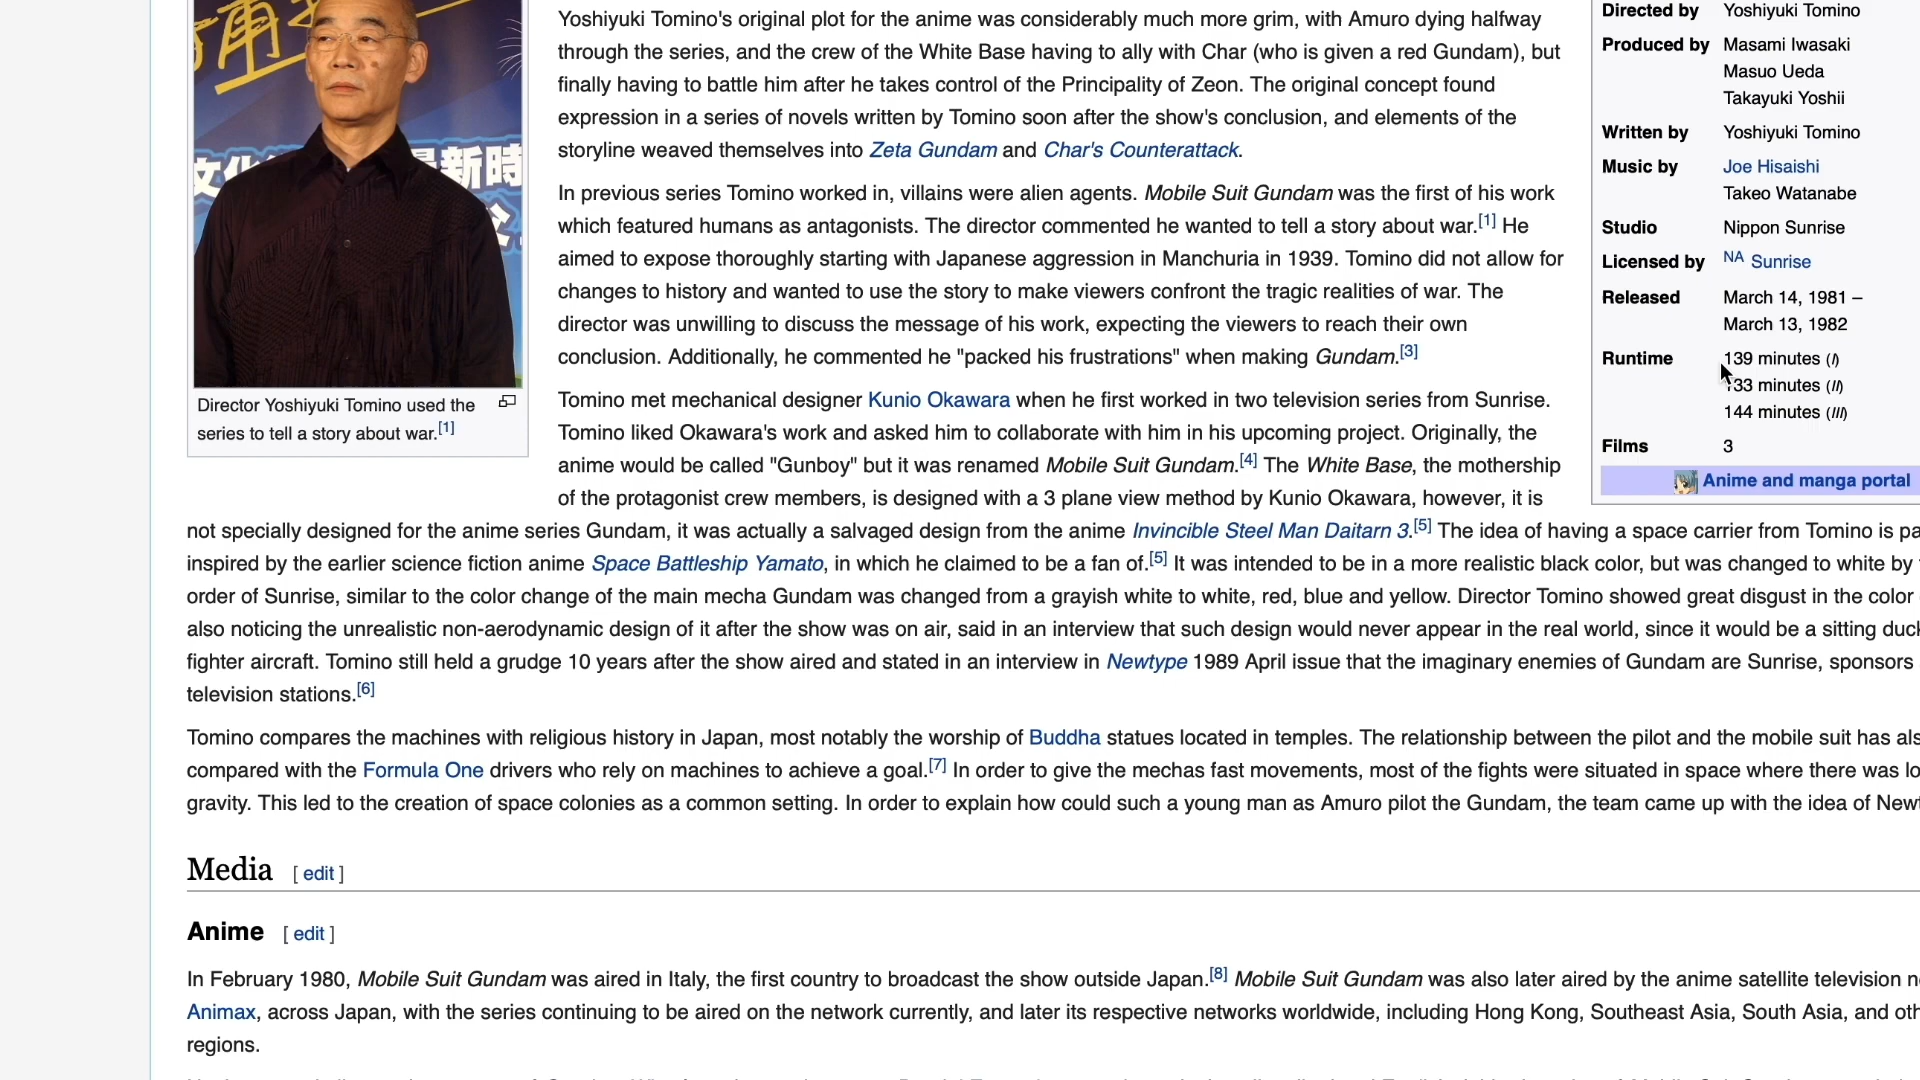 Yoshiyuki Tomino's original plot for the anime was considerably much more grim, with Amuro dying halfway
through the series, and the crew of the White Base having to ally with Char (who is given a red Gundam), but
finally having to battle him after he takes control of the Principality of Zeon. The original concept found
expression in a series of novels written by Tomino soon after the show's conclusion, and elements of the
storyline weaved themselves into Zeta Gundam and Char's Counterattack.
In previous series Tomino worked in, villains were alien agents. Mobile Suit Gundam was the first of his work
which featured humans as antagonists. The director commented he wanted to tell a story about war.[1] He
aimed to expose thoroughly starting with Japanese aggression in Manchuria in 1939. Tomino did not allow for
changes to history and wanted to use the story to make viewers confront the tragic realities of war. The
director was unwilling to discuss the message of his work, expecting the viewers to reach their own
conclusion. Additionally, he commented he "packed his frustrations" when making Gundam.[3]
Director Yoshiyuki Tomino used the
series to tell a story about war.[1]
Tomino met mechanical designer Kunio Okawara when he first worked in two television series from Sunrise.
Tomino liked Okawara's work and asked him to collaborate with him in his upcoming project. Originally, the
anime would be called "Gunboy" but it was renamed Mobile Suit Gundam.[4] The White Base, the mothership
of the protagonist crew members, is designed with a 3 plane view method by Kunio Okawara, however, it is
not specially designed for the anime series Gundam, it was actually a salvaged design from the anime Invincible Steel Man Daitarn 3.[5] The idea of having a space carrier from Tomino is
inspired by the earlier science fiction anime Space Battleship Yamato, in which he claimed to be a fan of.[5] It was intended to be in a more realistic black color, but was changed to white by
order of Sunrise, similar to the color change of the main mecha Gundam was changed from a grayish white to white, red, blue and yellow. Director Tomino showed great disgust in the color
also noticing the unrealistic non-aerodynamic design of it after the show was on air, said in an interview that such design would never appear in the real world, since it would be a sitting
fighter aircraft. Tomino still held a grudge 10 years after the show aired and stated in an interview in Newtype 1989 April issue that the imaginary enemies of Gundam are Sunrise, sponsors
television stations.[6]
Tomino compares the machines with religious history in Japan, most notably the worship of Buddha statues located in temples. The relationship between the pilot and the mobile suit has
compared with the Formula One drivers who rely on machines to achieve a goal.[7] In order to give the mechas fast movements, most of the fights were situated in space where there was
gravity. This led to the creation of space colonies as a common setting. In order to explain how could such a young man as Amuro pilot the Gundam, the team came up with the idea of
Directed by Yoshiyuki Tomino
Produced by Masami Iwasaki
Masuo Ueda
Takayuki Yoshii
Written by Yoshiyuki Tomino
Music by Joe Hisaishi
Takeo Watanabe
Studio Nippon Sunrise
Licensed by NA Sunrise
Released March 14, 1981 –
March 13, 1982
Runtime 139 minutes (I)
133 minutes (II)
144 minutes (III)
Films 3
Anime and manga portal
Media [ edit ]
Anime [ edit ]
In February 1980, Mobile Suit Gundam was aired in Italy, the first country to broadcast the show outside Japan.[8] Mobile Suit Gundam was also later aired by the anime satellite television
Animax, across Japan, with the series continuing to be aired on the network currently, and later its respective networks worldwide, including Hong Kong, Southeast Asia, South Asia, and
regions.